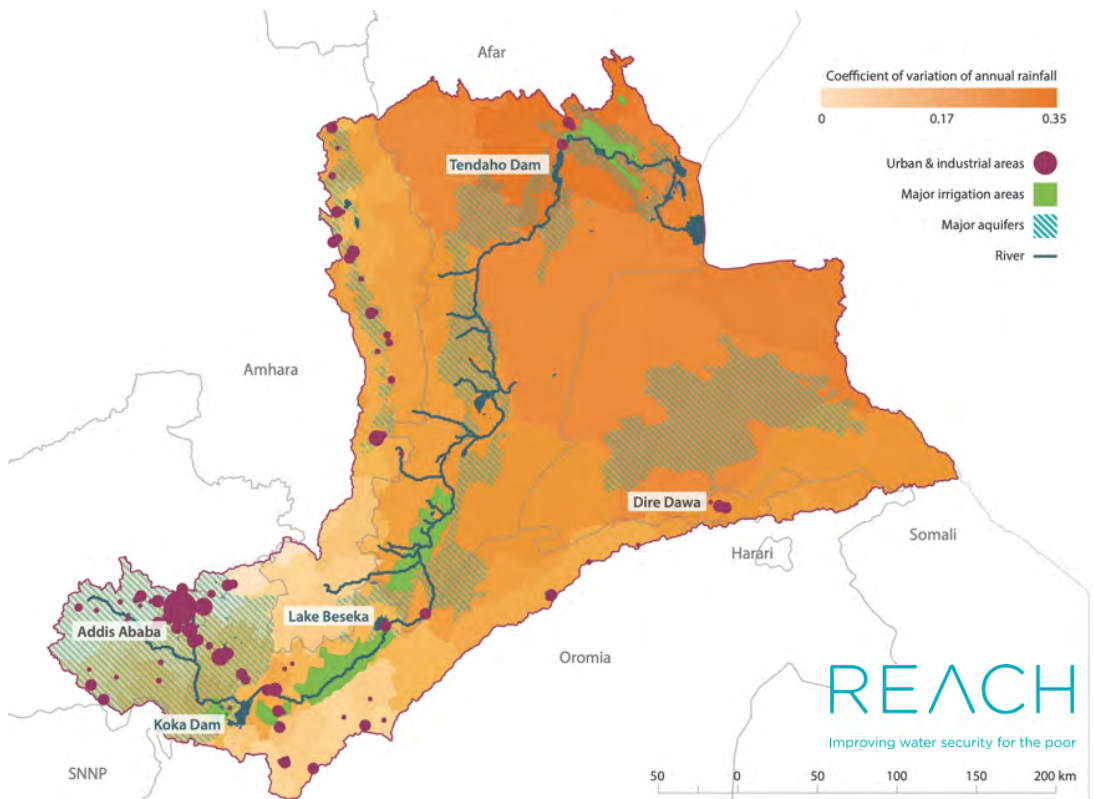 Afar
Coefficient of variation of annual rainfall
0
0.17
0.35
Urban & industrial areas
Major irrigation areas
Major aquifers
River
Tendaho Dam
Amhara
Dire Dawa
Somali
Harari
Lake Beseka
Addis Ababa
Oromia
Koka Dam
SNNP
REACH
Improving water security for the poor
50
0
50
100
150
200 km